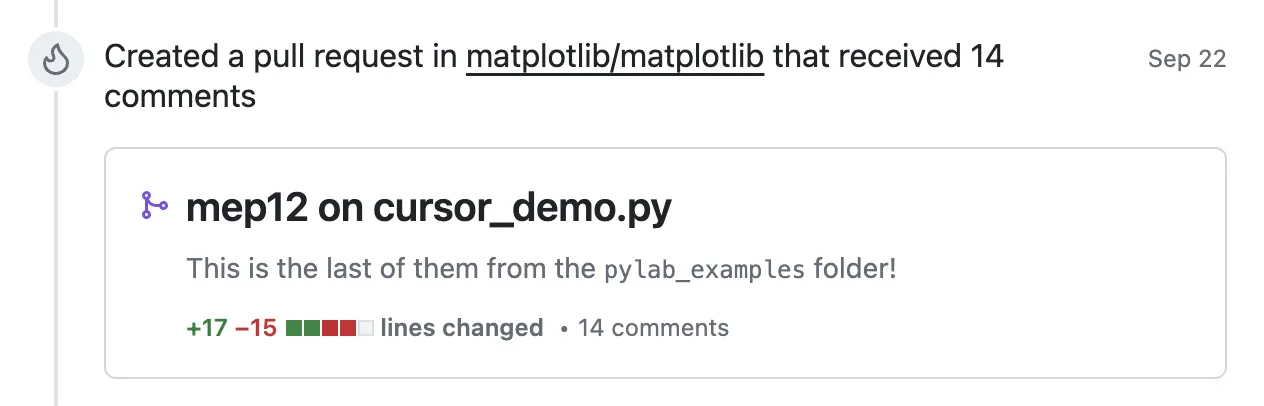 Created a pull request in matplotlib/matplotlib that received 14
comments
Sep 22
mep12 on cursor_demo.py
This is the last of them from the pylab_examples folder!
+17 −15 lines changed • 14 comments